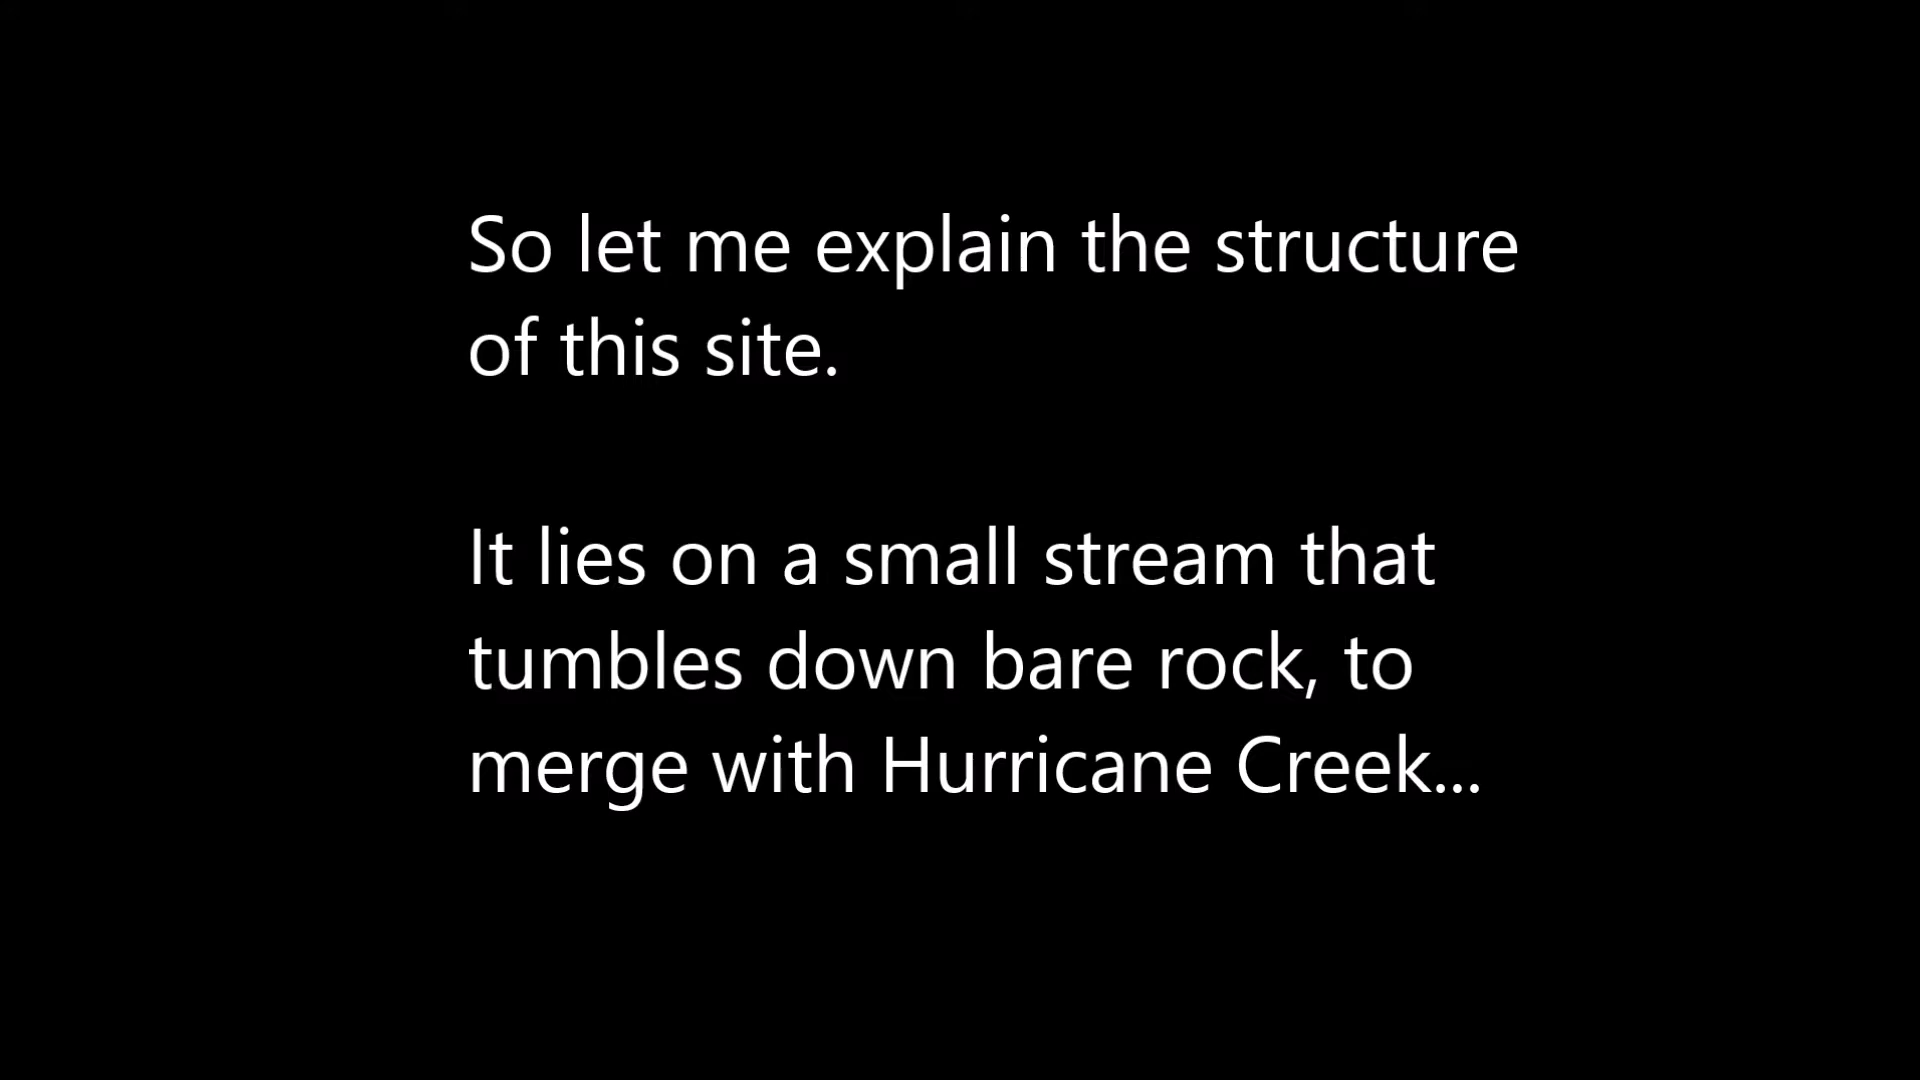 So let me explain the structure
of this site.
It lies on a small stream that
tumbles down bare rock, to
merge with Hurricane Creek...